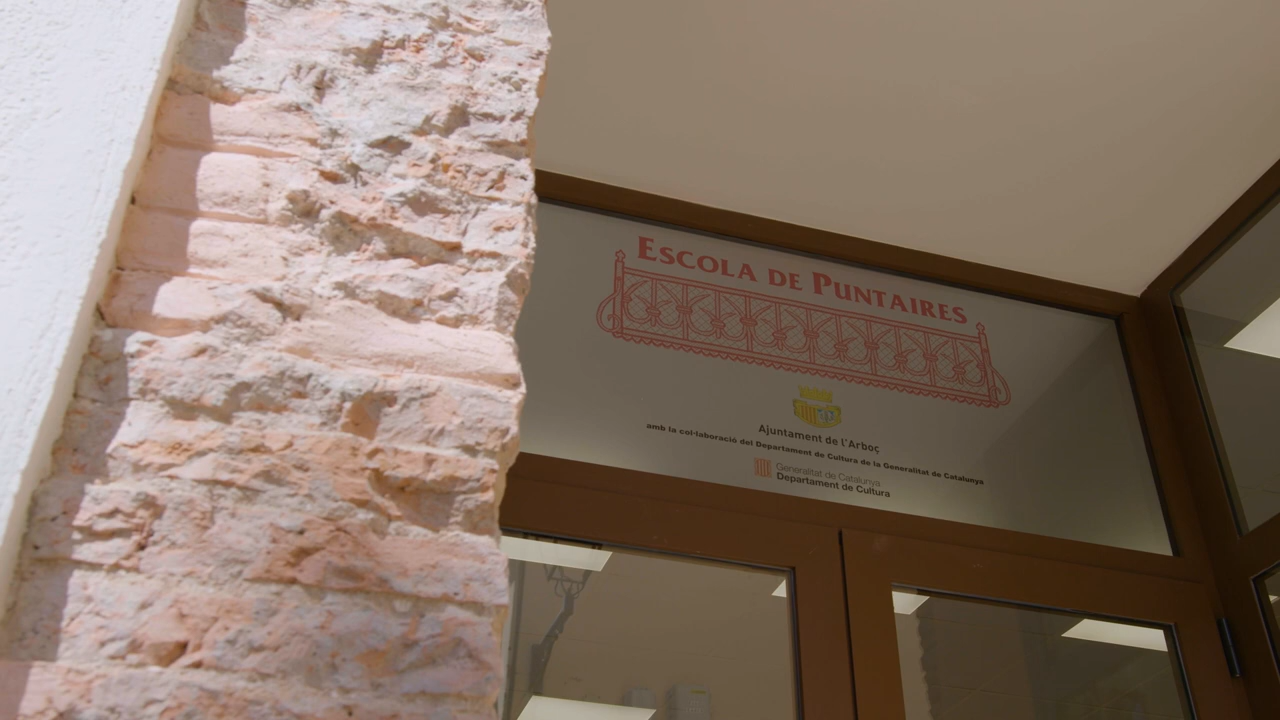 ESCOLA DE PUNTAIRES
Ajuntament de l'Arboç
amb la col·laboració del Departament de Cultura de la Generalitat de Catalunya
Generalitat de Catalunya
Departament de Cultura